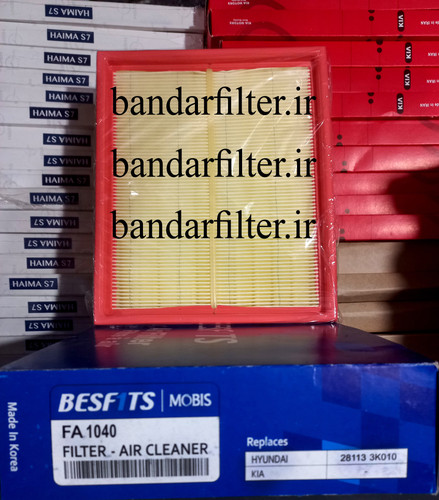 HAIMA S7
HAIMA S7
HAIMA S7
HAIMA S7
HAIMA S7
HAIMA S7
HAIMA S7
HAIMA S7
HAIMA S7
HAIMA S7
HAIMA S7
HAIMA S7
KIA
KIA
KIA
KIA
bandarfilter.ir
bandarfilter.ir
bandarfilter.ir
BESF1TS | MOBIS
Made In Korea
FA 1040
FILTER - AIR CLEANER
Replaces
HYUNDAI 28113 3K010
KIA